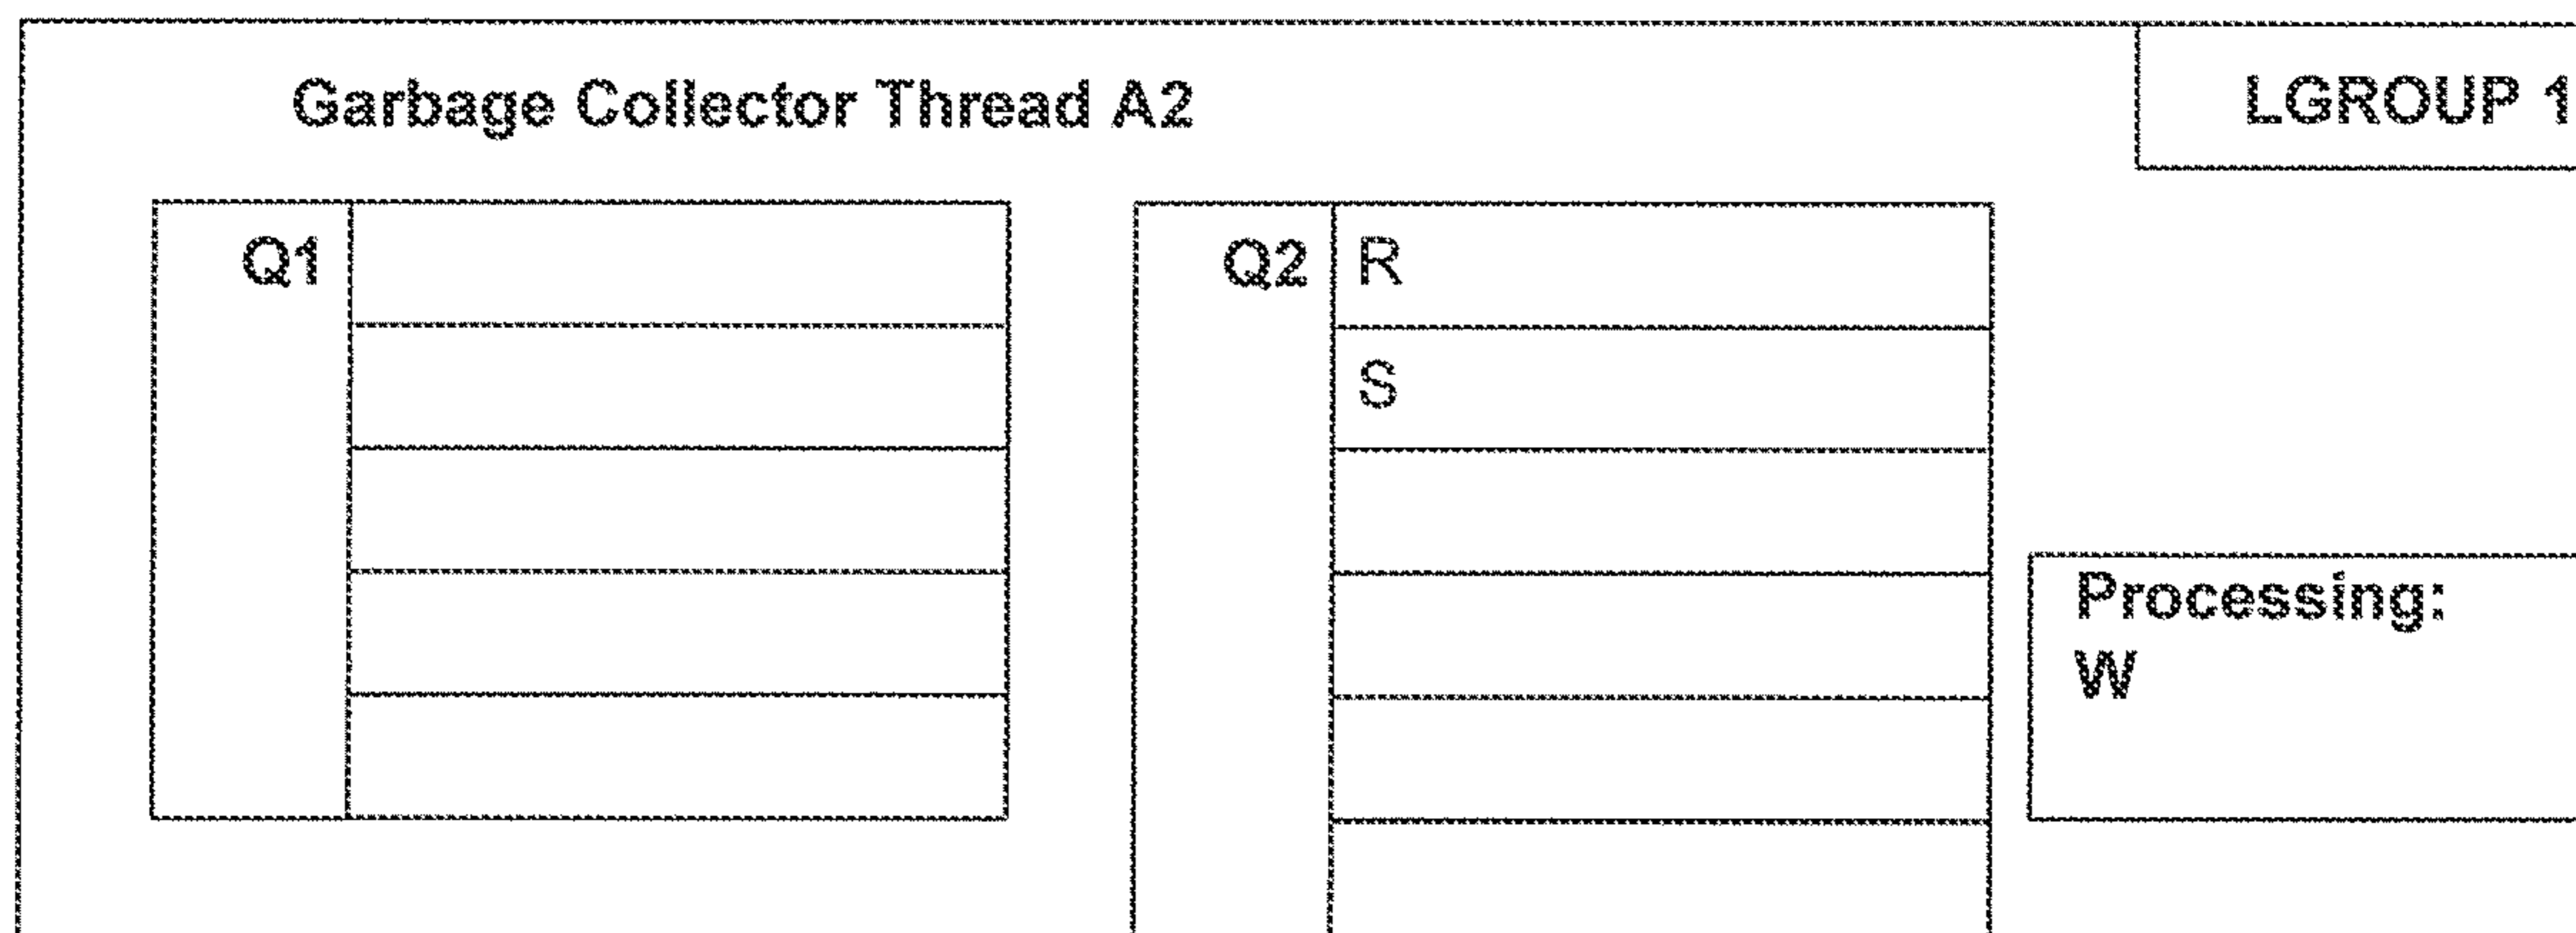 Garbage Collector Thread A2
LGROUP 1
Q1
Q2
R
S
Processing:
W